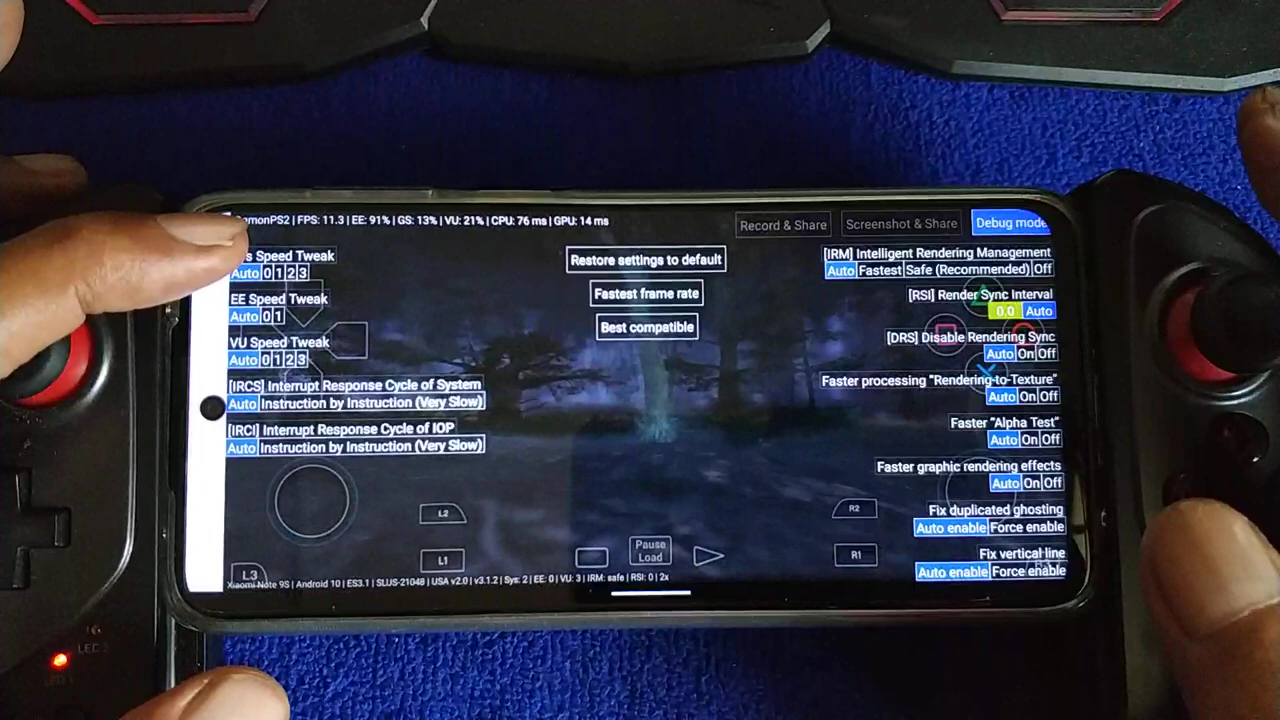 monPS2 | FPS: 11.3 | EE: 91% | GS: 13% | VU: 21% | CPU: 76 ms | GPU: 14 ms
Record & Share
Screenshot & Share
Debug mode
Speed Tweak
Auto 0 1 2 3
EE Speed Tweak
Auto 0 1
VU Speed Tweak
Auto 0 1 2 3
[IRCS] Interrupt Response Cycle of System
Auto Instruction by Instruction (Very Slow)
[IRCI] Interrupt Response Cycle of IOP
Auto Instruction by Instruction (Very Slow)
Restore settings to default
Fastest frame rate
Best compatible
[IRM] Intelligent Rendering Management
Auto Fastest Safe (Recommended) Off
[RSI] Render Sync Interval
0.0 Auto
[DRS] Disable Rendering Sync
Auto On Off
Faster processing "Rendering-to-Texture"
Auto On Off
Faster "Alpha Test"
Auto On Off
Faster graphic rendering effects
Auto On Off
Fix duplicated ghosting
Auto enable Force enable
Fix vertical line
Auto enable Force enable
L2
R2
L1
Pause
Load
R1
L3
Xiaomi Note 9S | Android 10 | ES3.1 | SLUS-21048 | USA v2.0 | v3.1.2 | Sys: 2 | EE: 0 | VU: 3 | IRM: safe | RSI: 0 | 2x
LED 2